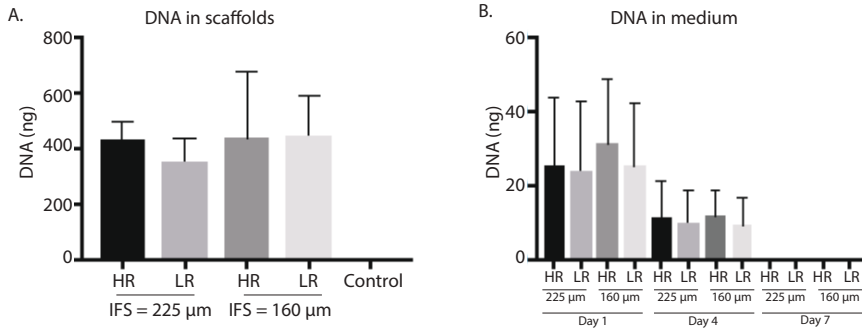 A.
DNA in scaffolds
800
600
400
200
0
DNA (ng)
HR LR HR LR Control
IFS = 225 µm IFS = 160 µm
B.
DNA in medium
60
40
20
0
DNA (ng)
HR LR HR LR HR LR HR LR HR LR HR LR
225 µm 160 µm 225 µm 160 µm 225 µm 160 µm
Day 1 Day 4 Day 7